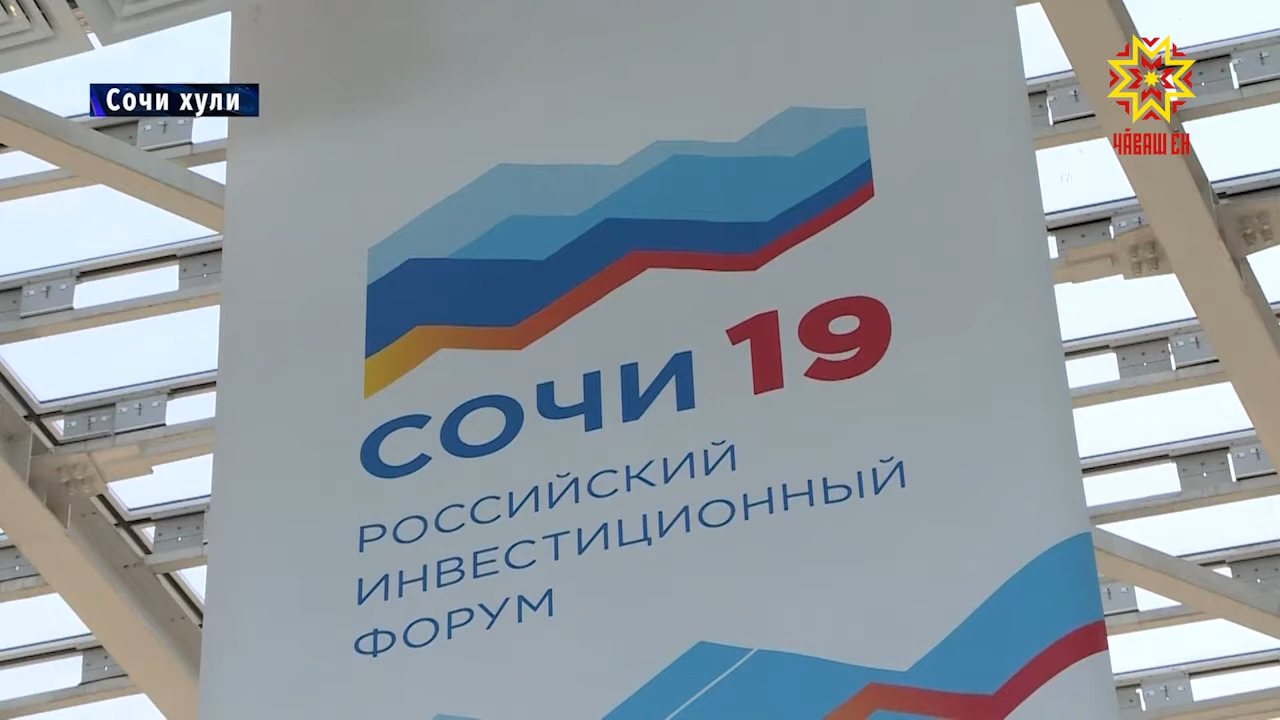 Сочи хули
ЧӐВАШ ЕН
СОЧИ 19
РОССИЙСКИЙ
ИНВЕСТИЦИОННЫЙ
ФОРУМ